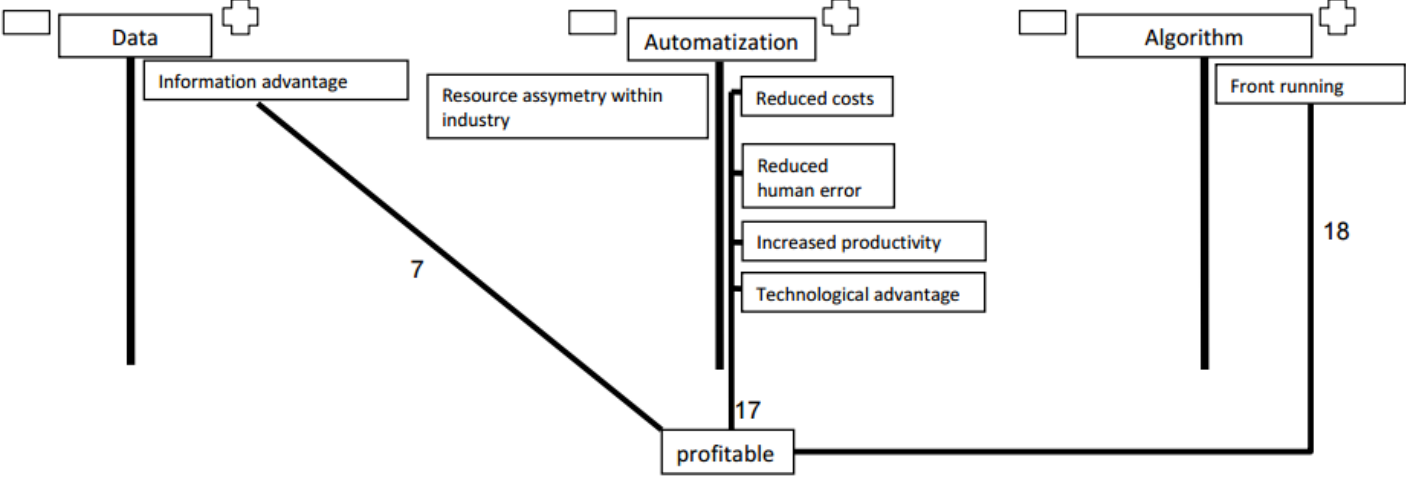 Data
Automatization
Algorithm
Information advantage
Resource assymetry within
industry
Reduced costs
Front running
Reduced
human error
Increased productivity
18
7
Technological advantage
17
profitable